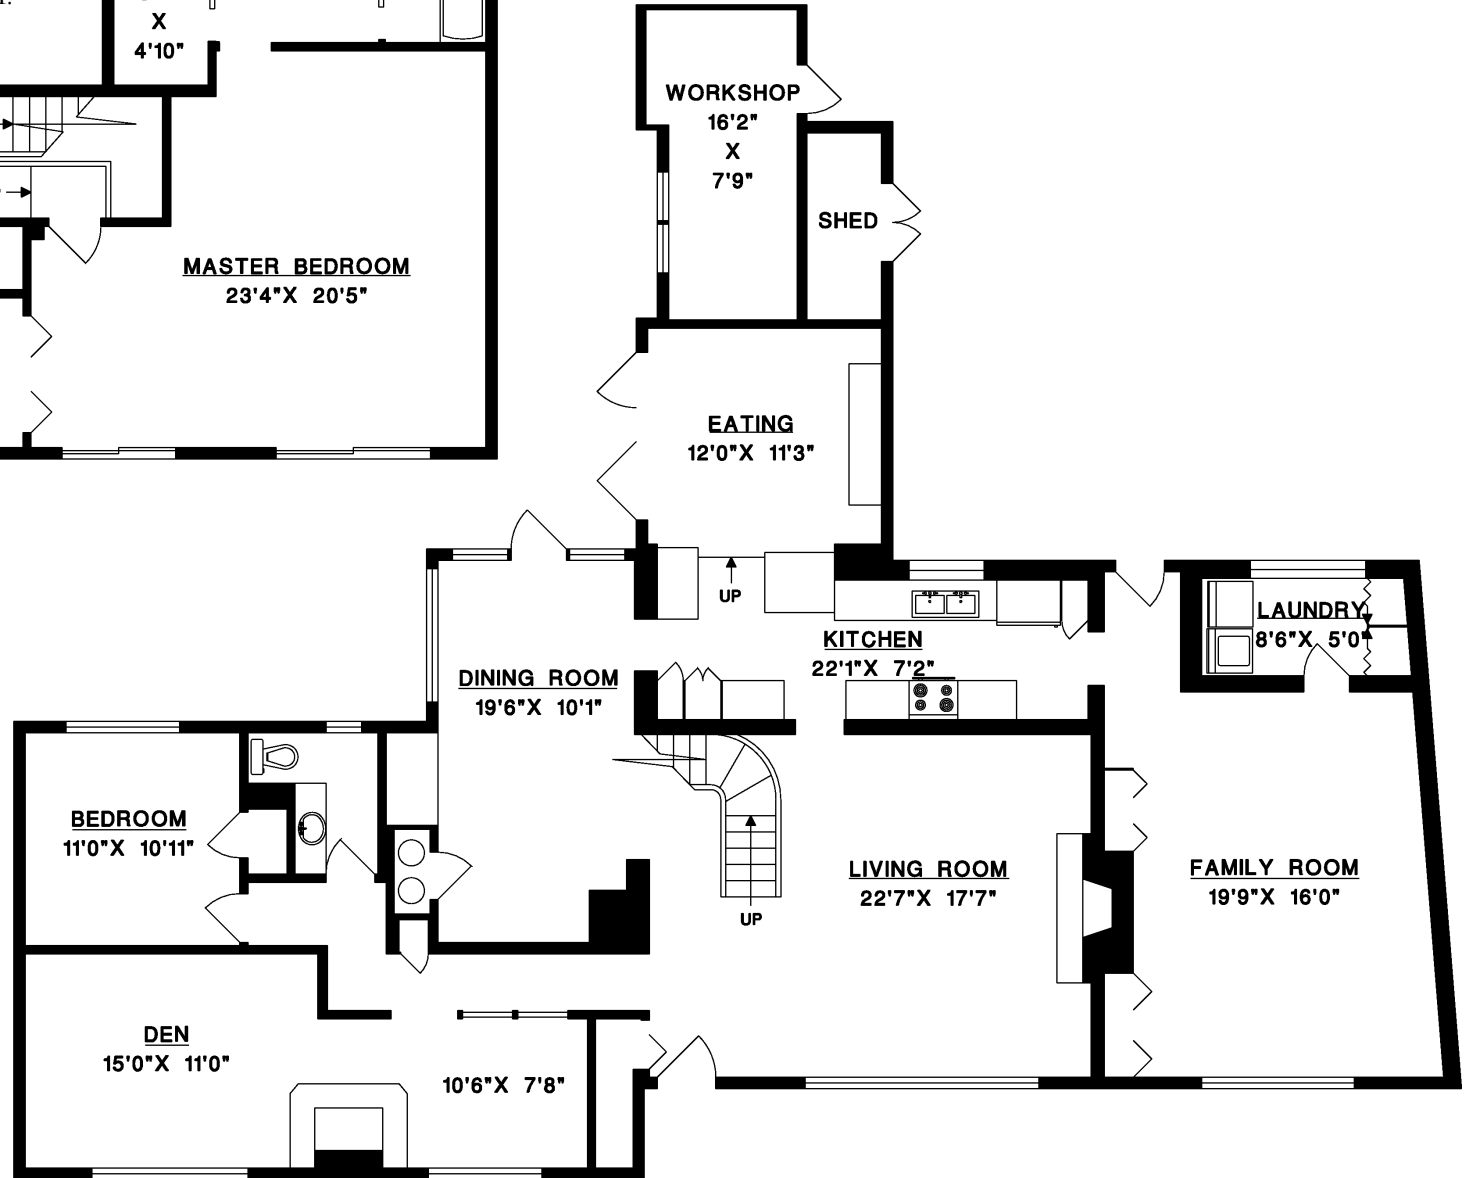 X
4'10"
WORKSHOP
16'2"
X
7'9"
SHED
MASTER BEDROOM
23'4"X 20'5"
EATING
12'0"X 11'3"
UP
LAUNDRY
8'6"X 5'0"
KITCHEN
22'1"X 7'2"
DINING ROOM
19'6"X 10'1"
BEDROOM
11'0"X 10'11"
LIVING ROOM
22'7"X 17'7"
FAMILY ROOM
19'9"X 16'0"
UP
DEN
15'0"X 11'0"
10'6"X 7'8"